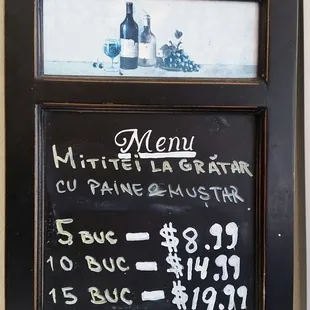 Menu
MITITEI LA GRĂTAR
CU PAINE & MUȘTAR
5 BUC - $8.99
10 BUC - $14.99
15 BUC - $19.99